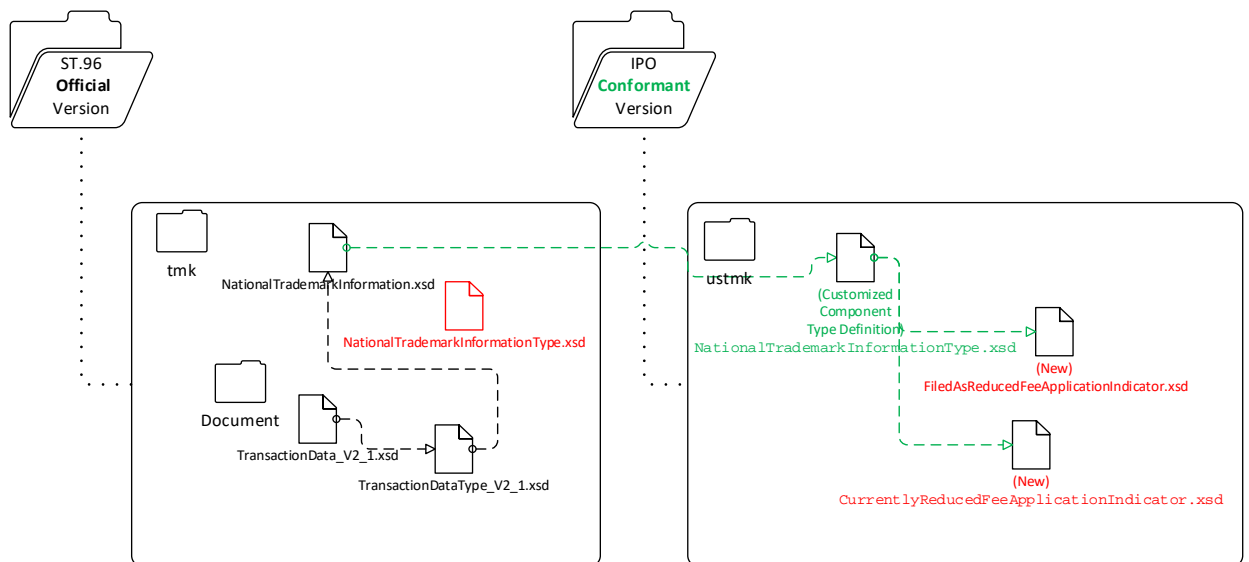 ST.96
Official
Version
IPO
Conformant
Version
tmk
NationalTrademarkInformation.xsd
NationalTrademarkInformationType.xsd
Document
TransactionData_V2_1.xsd
TransactionDataType_V2_1.xsd
ustmk
(Customized
Component
Type Definition)
NationalTrademarkInformationType.xsd
(New)
FiledAsReducedFeeApplicationIndicator.xsd
(New)
CurrentlyReducedFeeApplicationIndicator.xsd